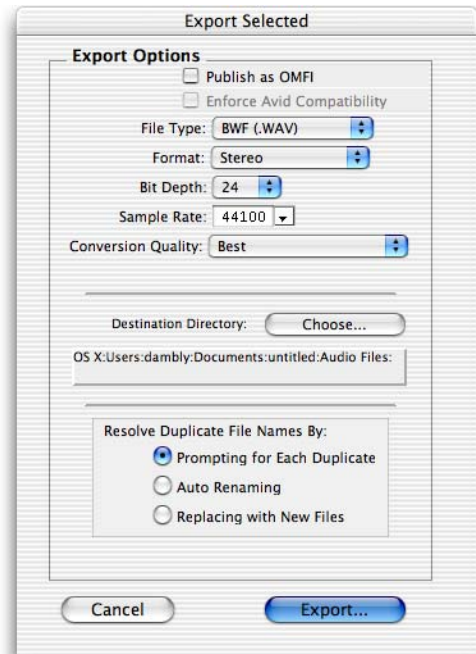 Export Selected
Export Options
Publish as OMFI
Enforce Avid Compatibility
File Type: BWF (.WAV)
Format: Stereo
Bit Depth: 24
Sample Rate: 44100
Conversion Quality: Best
Destination Directory: Choose...
OS X:Users:dambly:Documents:untitled:Audio Files:
Resolve Duplicate File Names By:
Prompting for Each Duplicate
Auto Renaming
Replacing with New Files
Cancel Export...